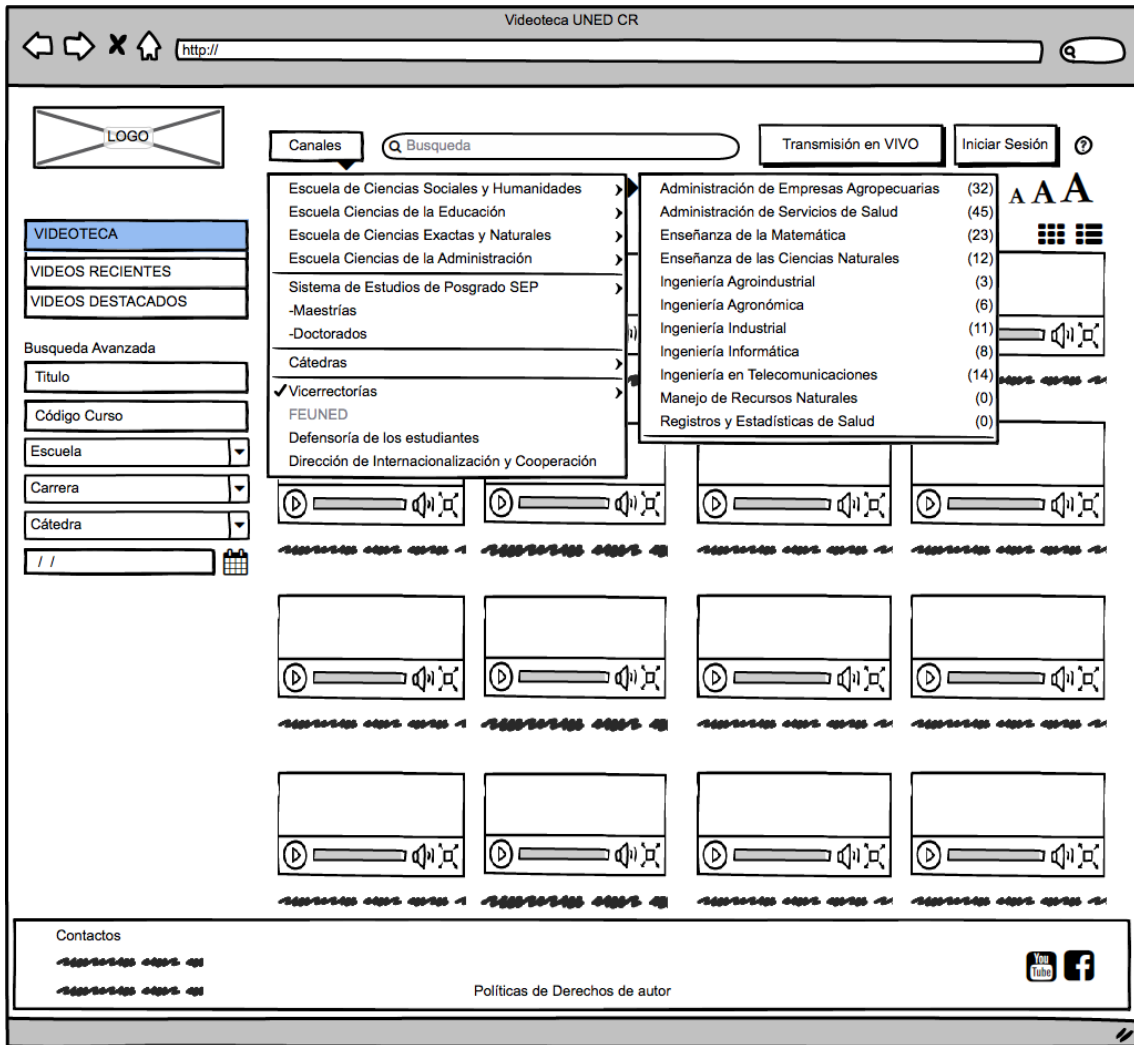 Videoteca UNED CR
http://
LOGO
Canales
Busqueda
Transmisión en VIVO
Iniciar Sesión
?
A A A
VIDEOTECA
VIDEOS RECIENTES
VIDEOS DESTACADOS
Busqueda Avanzada
Titulo
Código Curso
Escuela
Carrera
Cátedra
/ /
Escuela de Ciencias Sociales y Humanidades
Escuela Ciencias de la Educación
Escuela de Ciencias Exactas y Naturales
Escuela Ciencias de la Administración
Sistema de Estudios de Posgrado SEP
-Maestrías
-Doctorados
Cátedras
Vicerrectorías
FEUNED
Defensoría de los estudiantes
Dirección de Internacionalización y Cooperación
Administración de Empresas Agropecuarias (32)
Administración de Servicios de Salud (45)
Enseñanza de la Matemática (23)
Enseñanza de las Ciencias Naturales (12)
Ingeniería Agroindustrial (3)
Ingeniería Agronómica (6)
Ingeniería Industrial (11)
Ingeniería Informática (8)
Ingeniería en Telecomunicaciones (14)
Manejo de Recursos Naturales (0)
Registros y Estadísticas de Salud (0)
Contactos
Políticas de Derechos de autor
You Tube
f